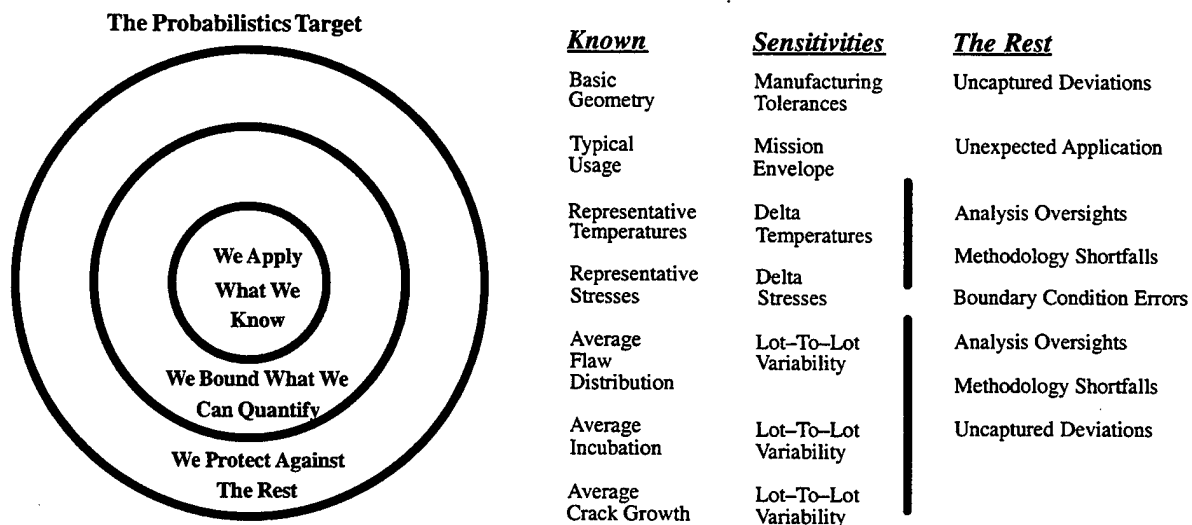 The Probabilistics Target
We Apply
What We
Know
We Bound What We
Can Quantify
We Protect Against
The Rest
Known
Basic
Geometry
Typical
Usage
Representative
Temperatures
Representative
Stresses
Average
Flaw
Distribution
Average
Incubation
Average
Crack Growth
Sensitivities
Manufacturing
Tolerances
Mission
Envelope
Delta
Temperatures
Delta
Stresses
Lot–To–Lot
Variability
Lot–To–Lot
Variability
Lot–To–Lot
Variability
The Rest
Uncaptured Deviations
Unexpected Application
Analysis Oversights
Methodology Shortfalls
Boundary Condition Errors
Analysis Oversights
Methodology Shortfalls
Uncaptured Deviations